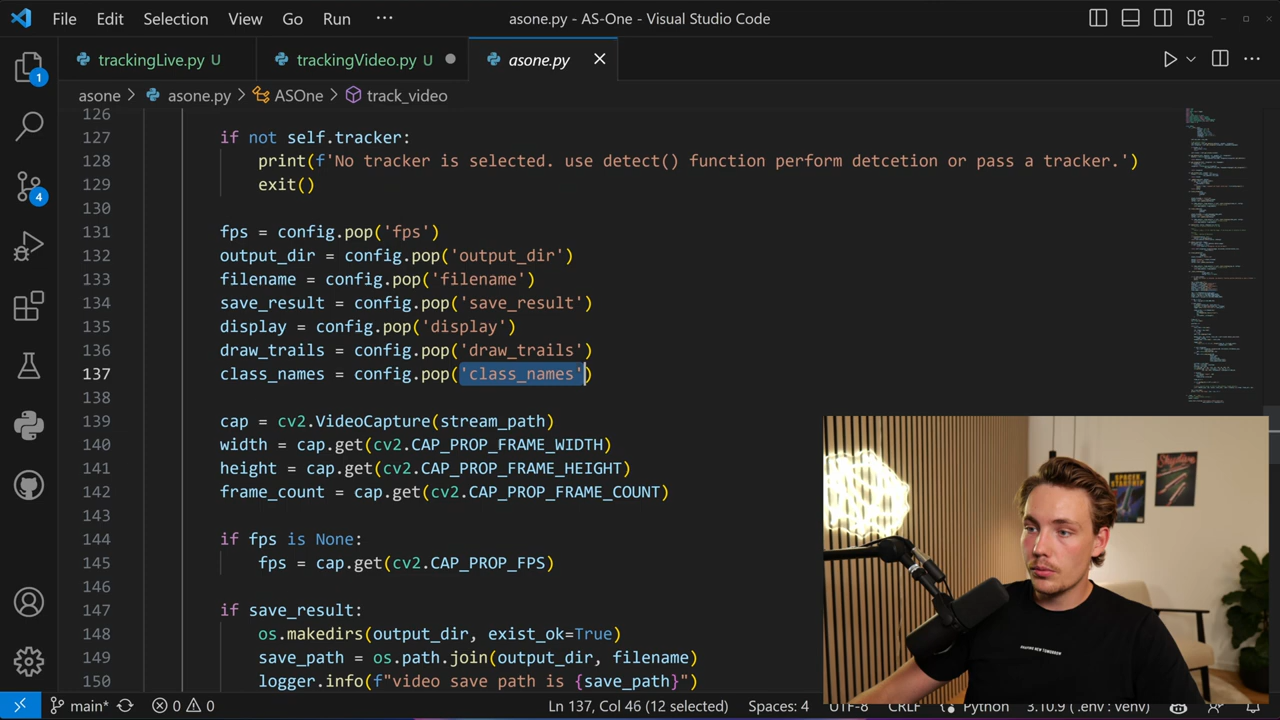 File Edit Selection View Go Run ··· asone.py - AS-One - Visual Studio Code
trackingLive.py U trackingVideo.py U asone.py
asone > asone.py > ASOne > track_video
126
127 if not self.tracker:
128 print(f'No tracker is selected. use detect() function perform detcetion or pass a tracker.')
129 exit()
130
131 fps = config.pop('fps')
132 output_dir = config.pop('output_dir')
133 filename = config.pop('filename')
134 save_result = config.pop('save_result')
135 display = config.pop('display')
136 draw_trails = config.pop('draw_trails')
137 class_names = config.pop('class_names')
138
139 cap = cv2.VideoCapture(stream_path)
140 width = cap.get(cv2.CAP_PROP_FRAME_WIDTH)
141 height = cap.get(cv2.CAP_PROP_FRAME_HEIGHT)
142 frame_count = cap.get(cv2.CAP_PROP_FRAME_COUNT)
143
144 if fps is None:
145 fps = cap.get(cv2.CAP_PROP_FPS)
146
147 if save_result:
148 os.makedirs(output_dir, exist_ok=True)
149 save_path = os.path.join(output_dir, filename)
150 logger.info(f"video save path is {save_path}")
1
4
main* 0 0 Ln 137, Col 46 (12 selected) Spaces: 4 UTF-8 CRLF Python 3.10.9 ('.env': venv)